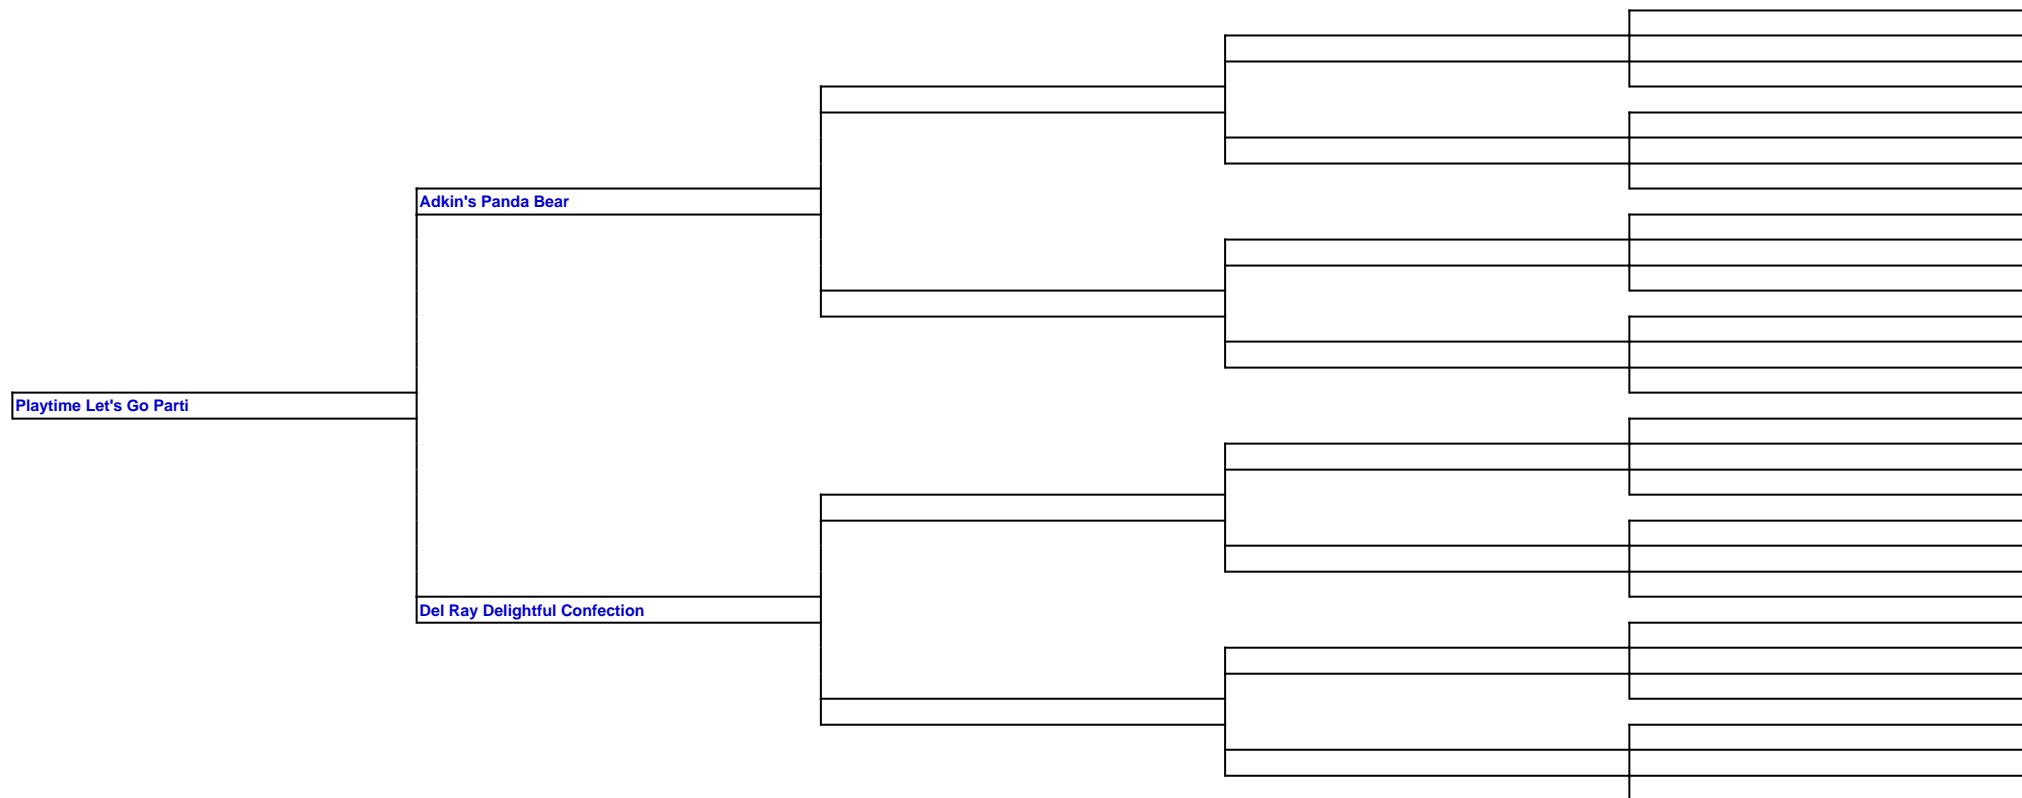 Adkin's Panda Bear
Playtime Let's Go Parti
Del Ray Delightful Confection